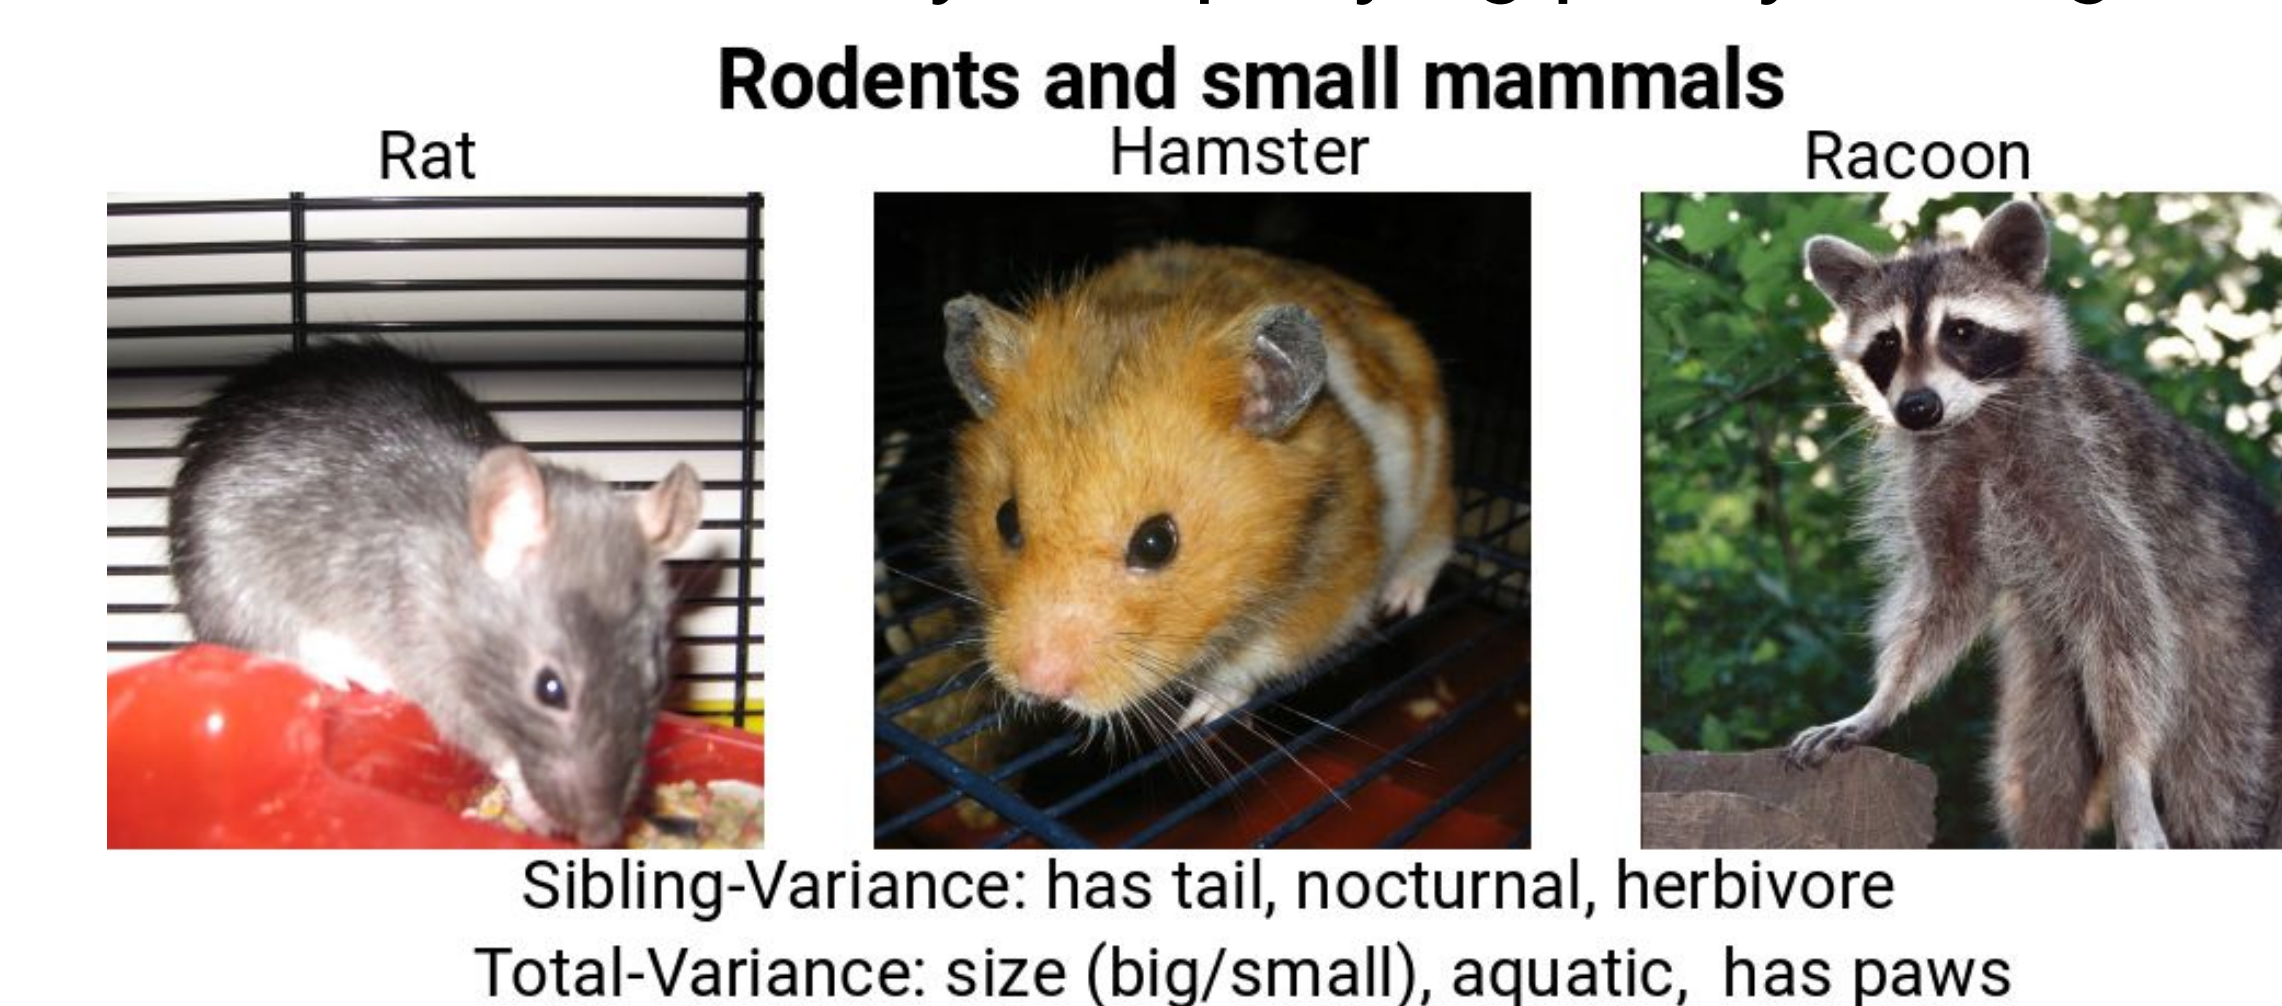 Rodents and small mammals
Rat Hamster Racoon
Sibling-Variance: has tail, nocturnal, herbivore
Total-Variance: size (big/small), aquatic, has paws